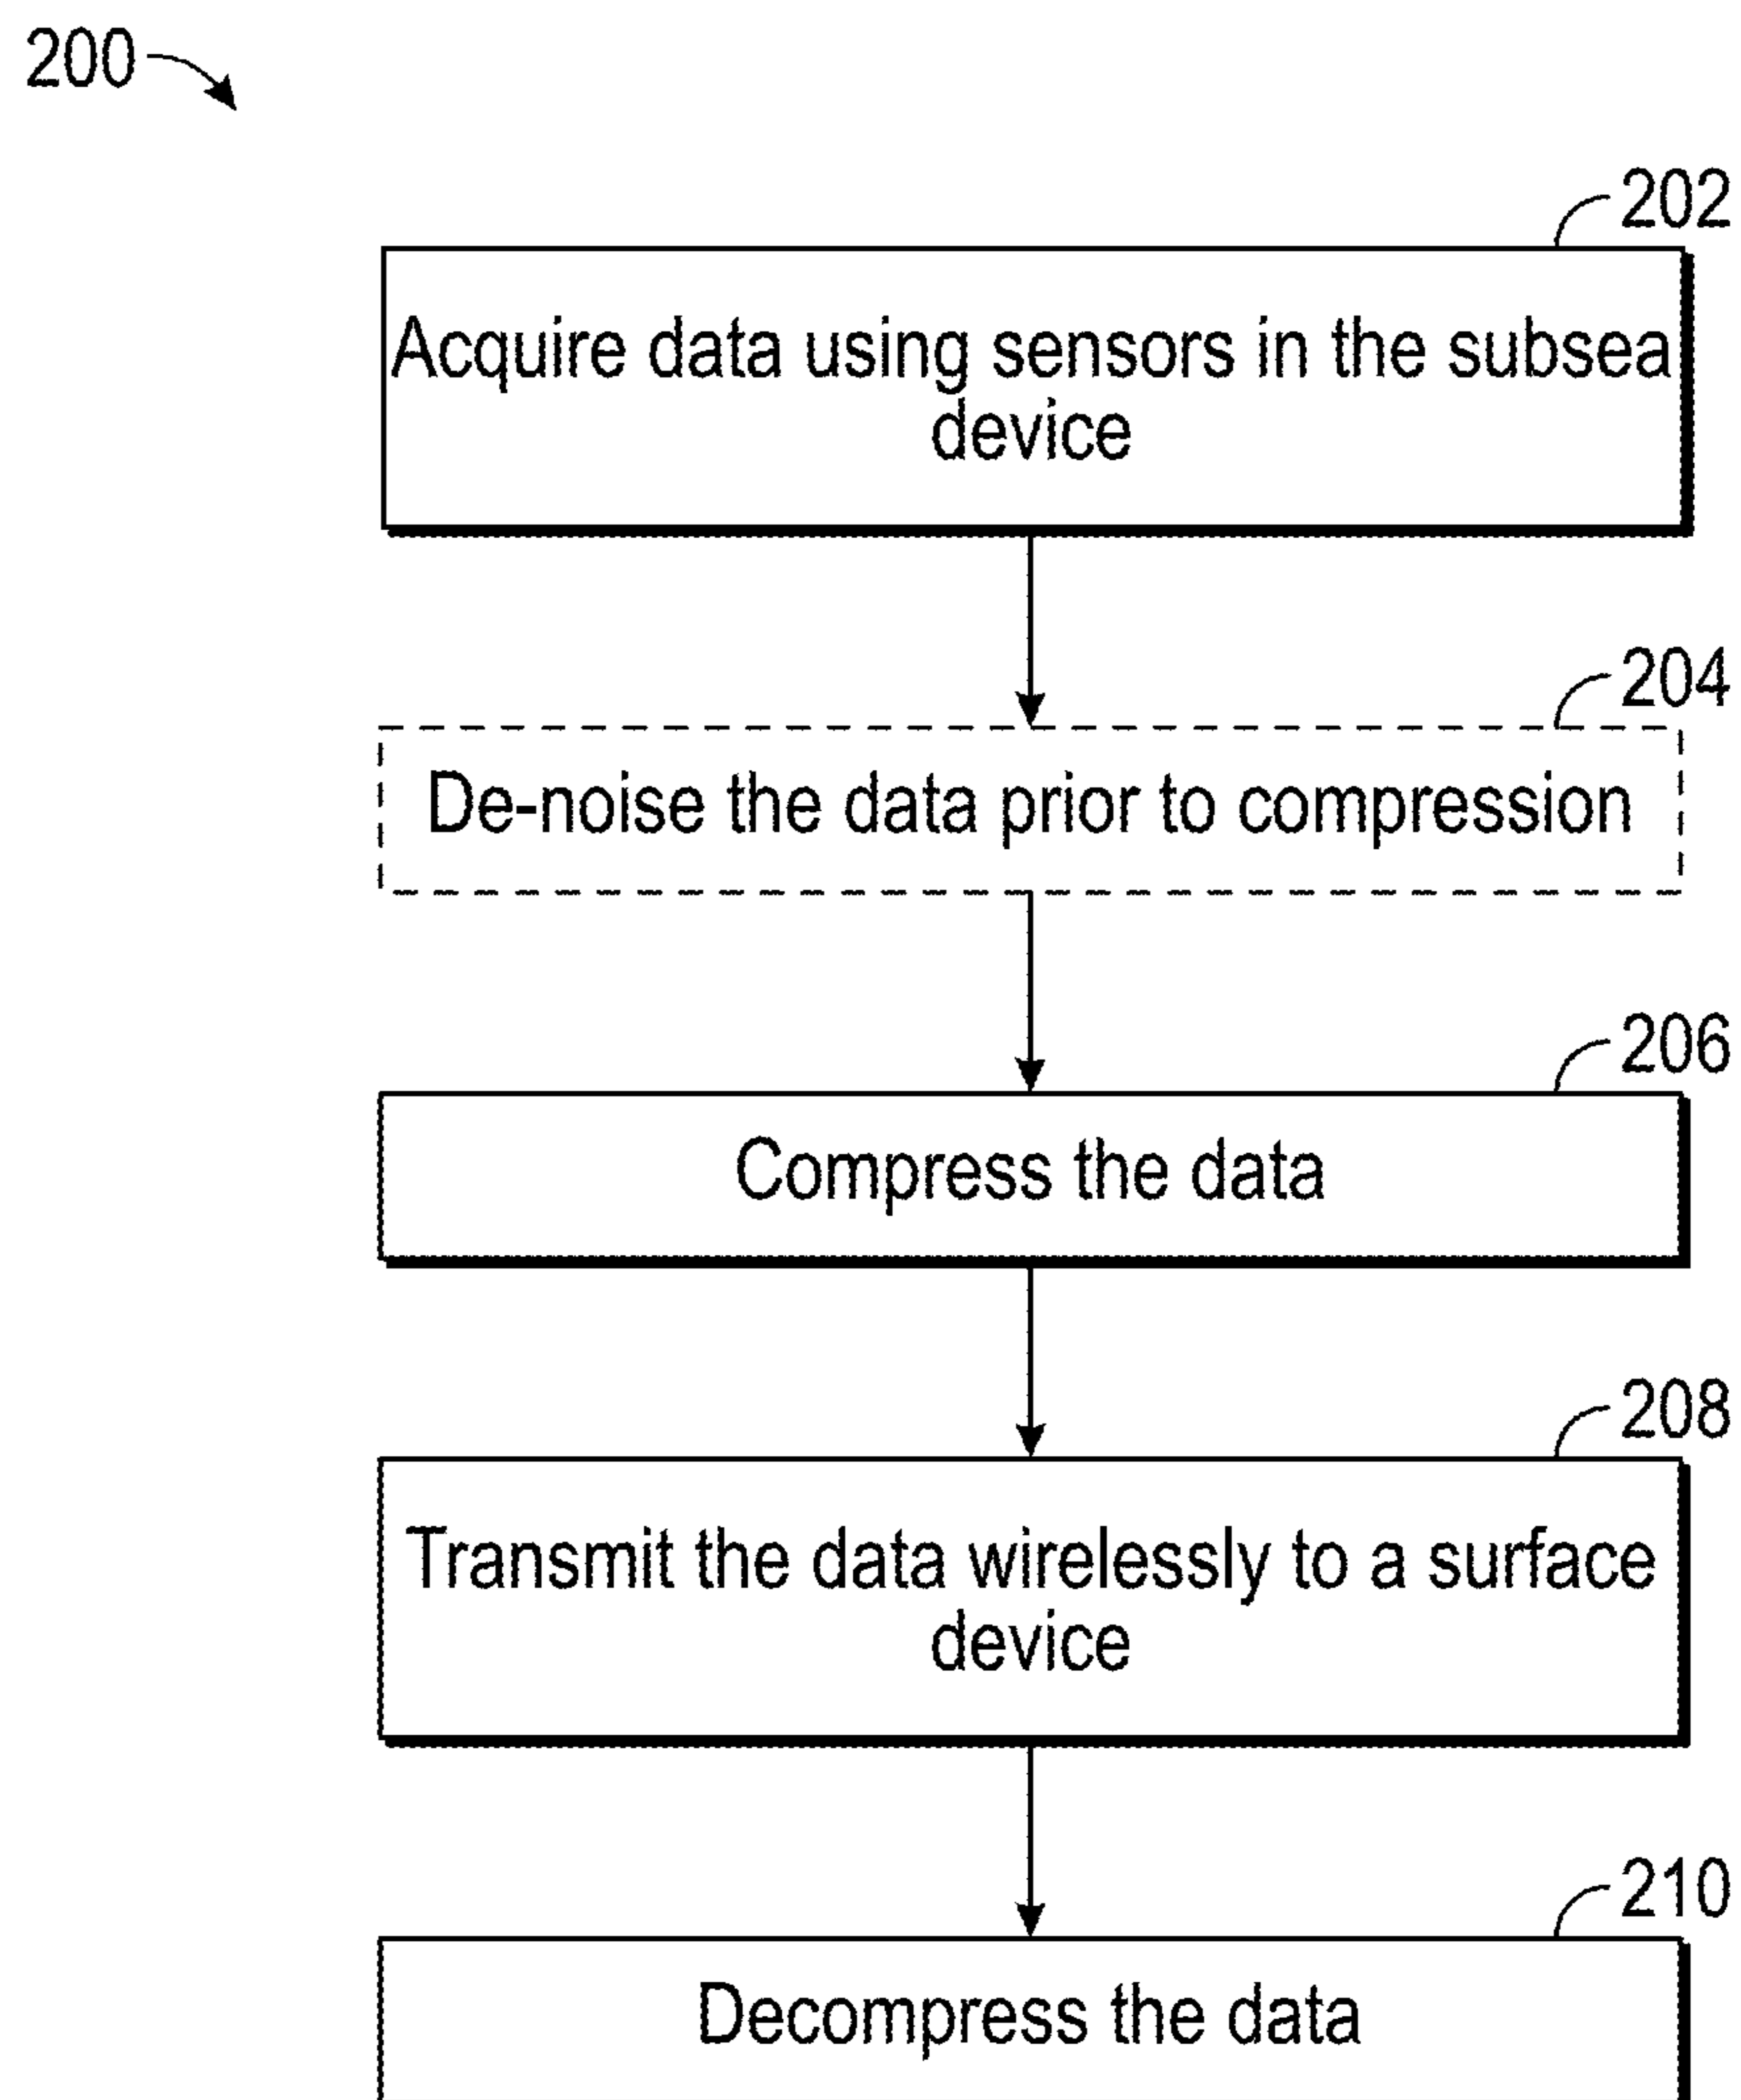 200
202
Acquire data using sensors in the subsea
device
204
De-noise the data prior to compression
206
Compress the data
208
Transmit the data wirelessly to a surface
device
210
Decompress the data